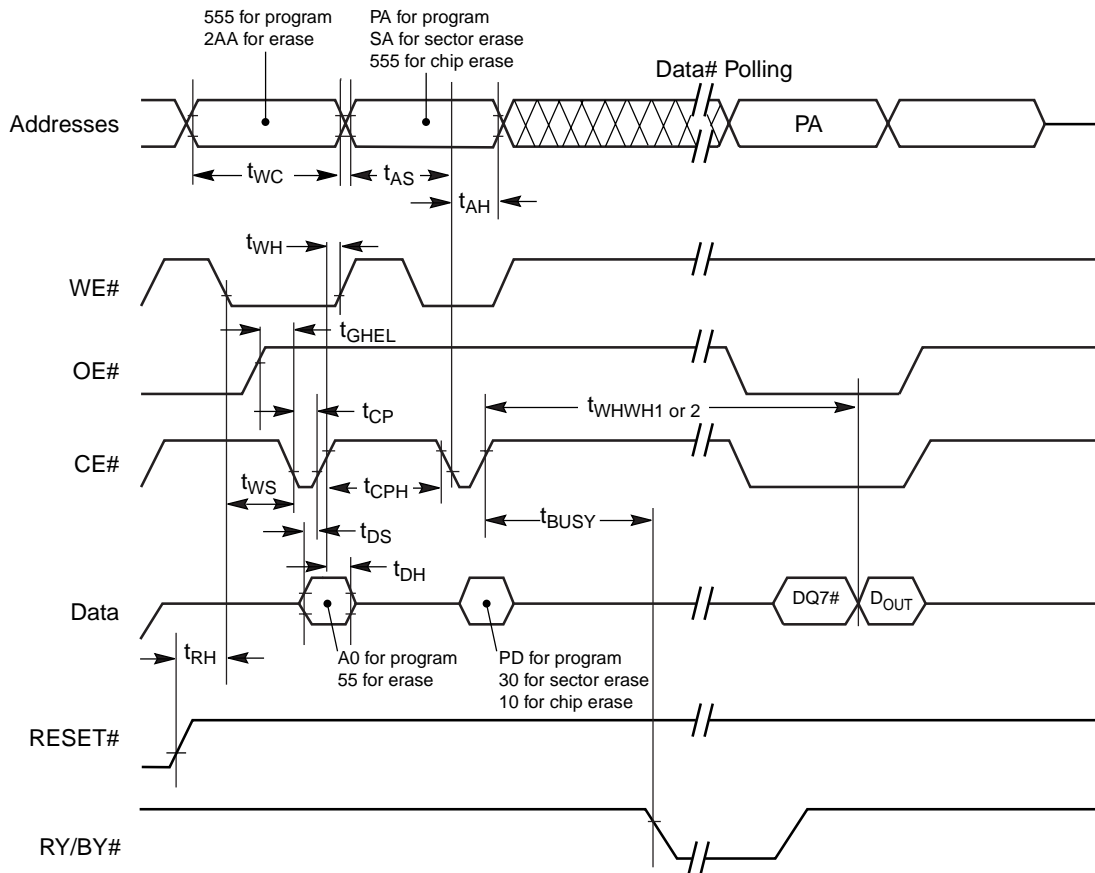 555 for program
2AA for erase
PA for program
SA for sector erase
555 for chip erase
Data# Polling
Addresses
PA
tWC
tAS
tAH
tWH
WE#
tGHEL
OE#
tWHWH1 or 2
tCP
CE#
tWS
tCPH
tBUSY
tDS
tDH
Data
DQ7#
DOUT
tRH
A0 for program
55 for erase
PD for program
30 for sector erase
10 for chip erase
RESET#
RY/BY#